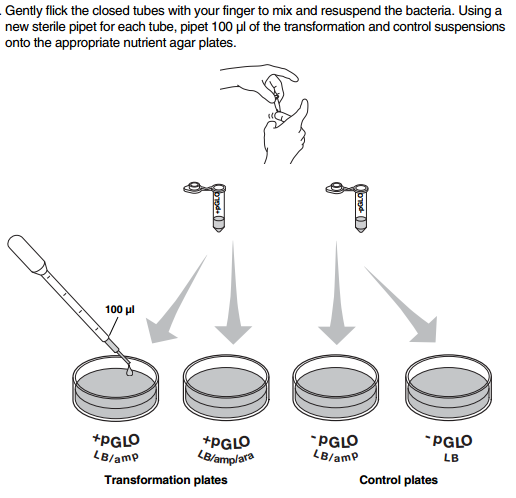 . Gently flick the closed tubes with your finger to mix and resuspend the bacteria. Using a
new sterile pipet for each tube, pipet 100 µl of the transformation and control suspensions
onto the appropriate nutrient agar plates.
+pGLO
-pGLO
100 µl
+pGLO
LB/amp
+pGLO
LB/amp/ara
-pGLO
LB/amp
-pGLO
LB
Transformation plates
Control plates